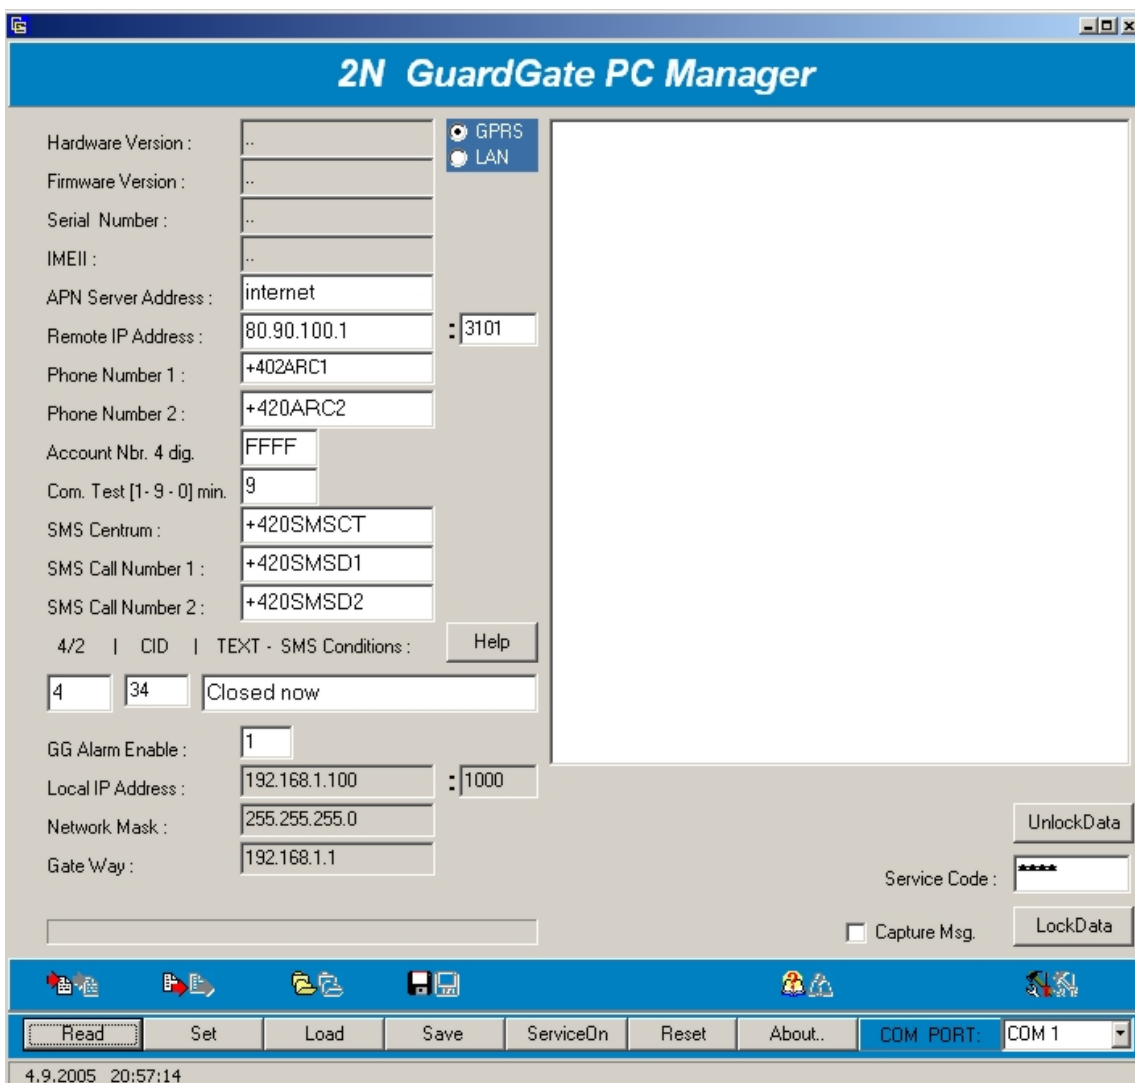 2N GuardGate PC Manager
Hardware Version : ..
GPRS
LAN
Firmware Version : ..
Serial Number : ..
IMEII : ..
APN Server Address : internet
Remote IP Address : 80.90.100.1 : 3101
Phone Number 1 : +402ARC1
Phone Number 2 : +420ARC2
Account Nbr. 4 dig. FFFF
Com. Test [1- 9 - 0] min. 9
SMS Centrum : +420SMSCT
SMS Call Number 1 : +420SMSD1
SMS Call Number 2 : +420SMSD2
4/2 | CID | TEXT - SMS Conditions : Help
4 34 Closed now
GG Alarm Enable : 1
Local IP Address : 192.168.1.100 : 1000
Network Mask : 255.255.255.0
Gate Way : 192.168.1.1
UnlockData
Service Code : ****
Capture Msg. LockData
Read Set Load Save ServiceOn Reset About.. COM PORT: COM 1
4.9.2005 20:57:14